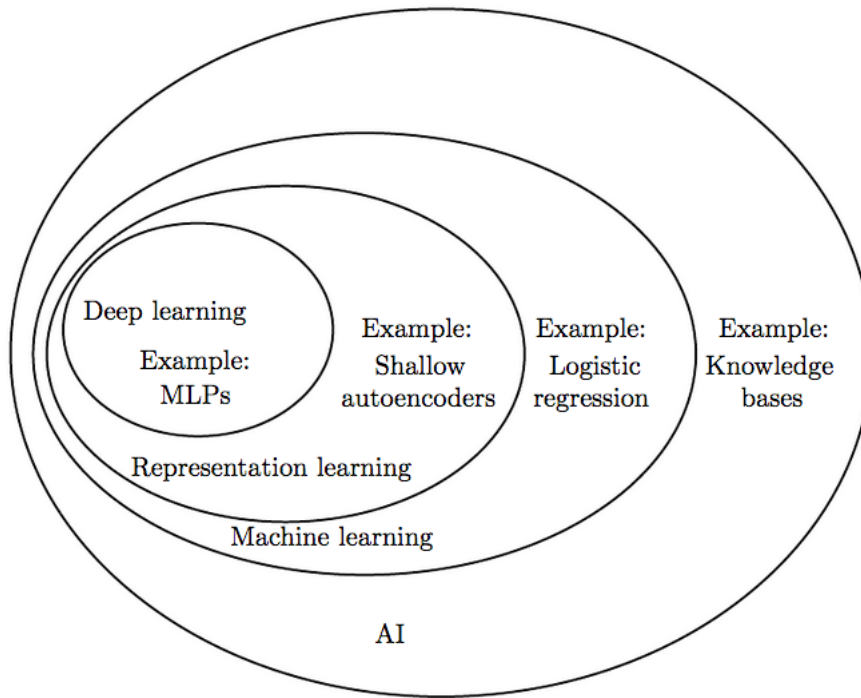 Deep learning
Example:
MLPs
Example:
Shallow
autoencoders
Example:
Logistic
regression
Example:
Knowledge
bases
Representation learning
Machine learning
AI